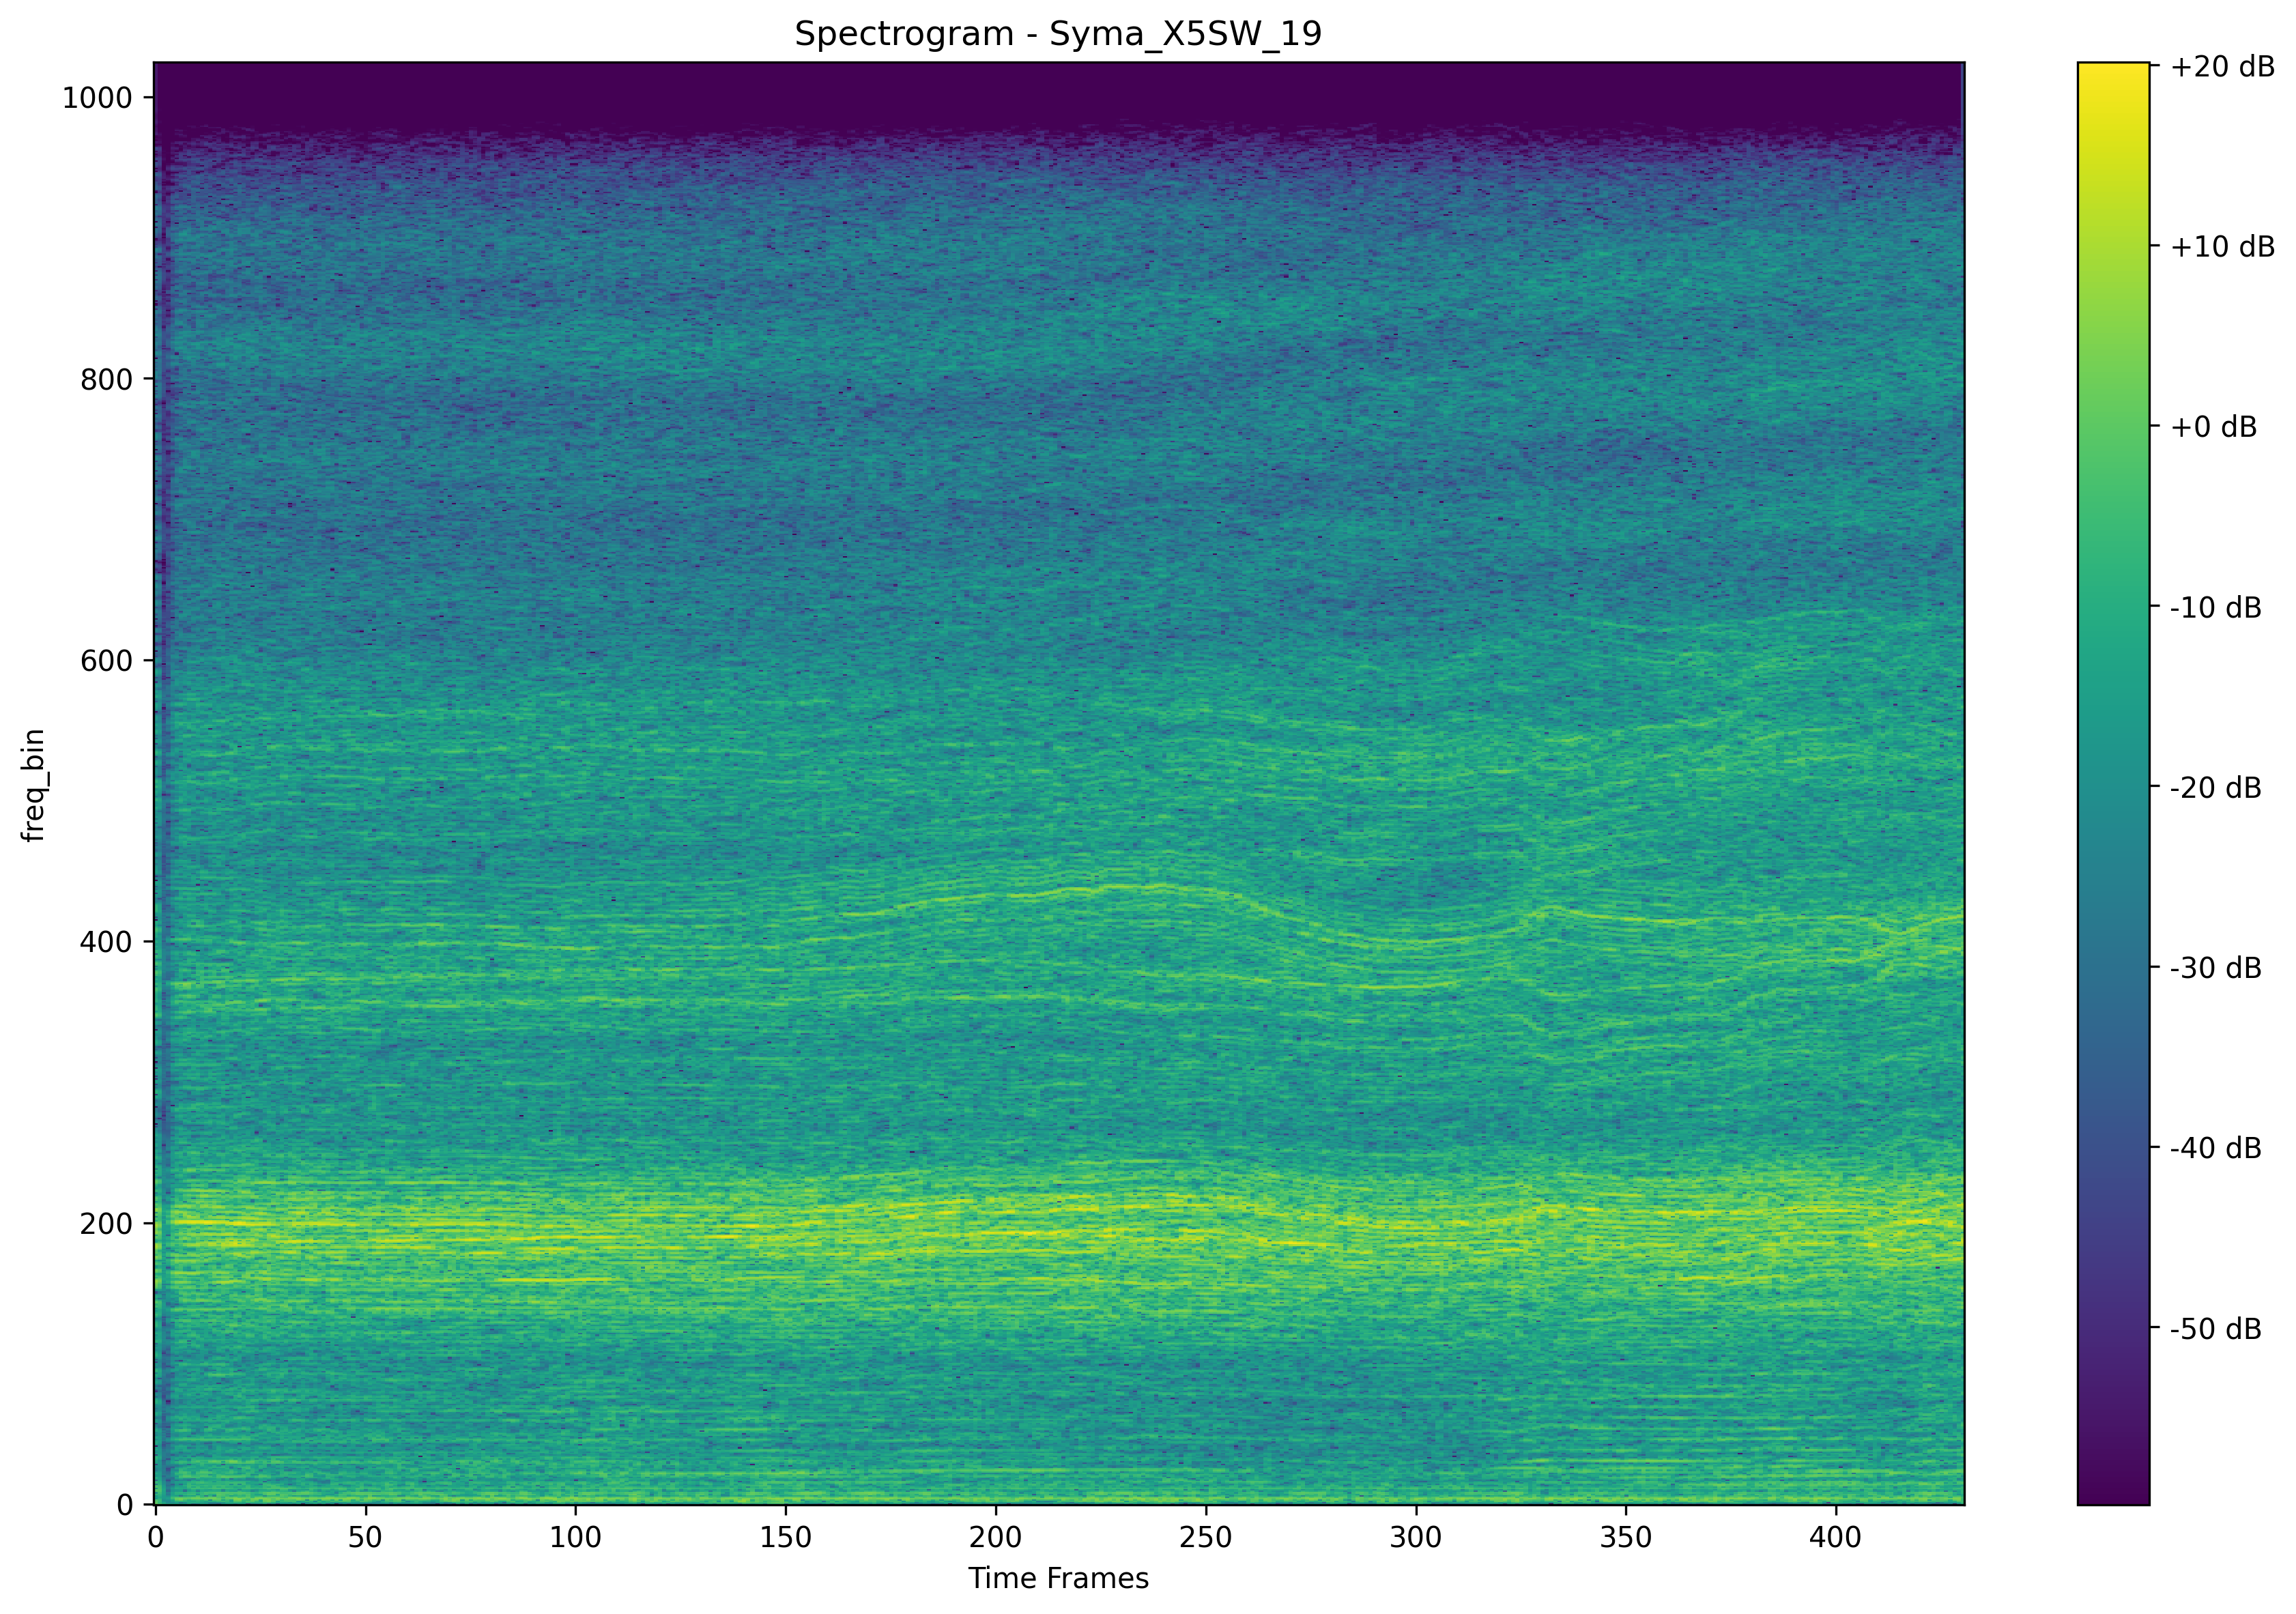 Spectrogram - Syma_X5SW_19
freq_bin
1000
800
600
400
200
0
0 50 100 150 200 250 300 350 400
Time Frames
+20 dB
+10 dB
+0 dB
-10 dB
-20 dB
-30 dB
-40 dB
-50 dB